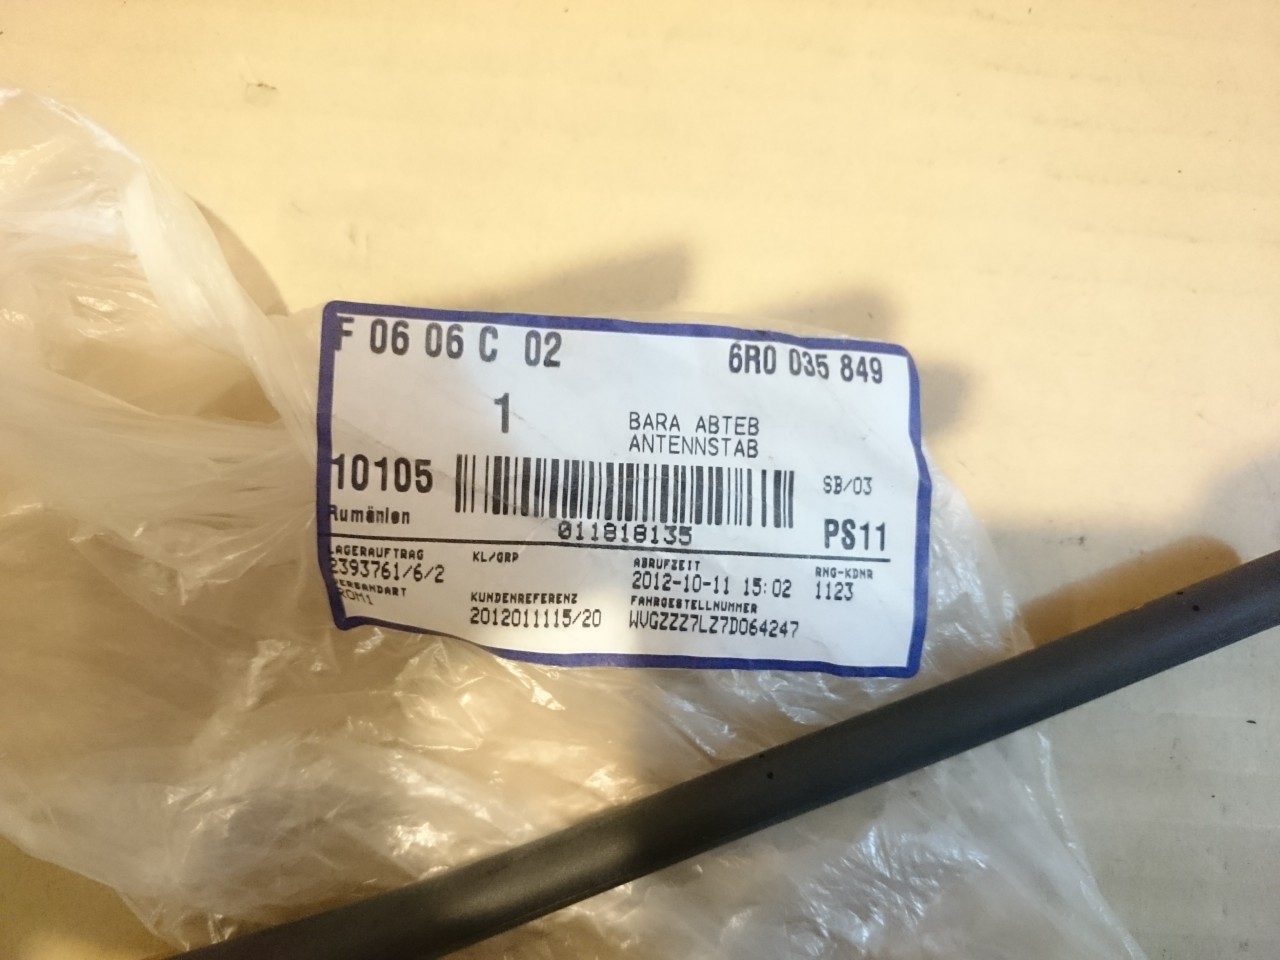 F 06 06 C 02
6R0 035 849
1
BARA ABTEB
ANTENNSTAB
10105
SB/03
Rumänien
011818135
PS11
LAGERAUFTRAG
KL/GRP
ABRUFZEIT
RNG-KDNR
2393761/6/2
2012-10-11 15:02
1123
VERSANDART
KUNDENREFERENZ
FAHRGESTELLNUMMER
ROM1
2012011115/20
WVGZZZ7LZ7D064247